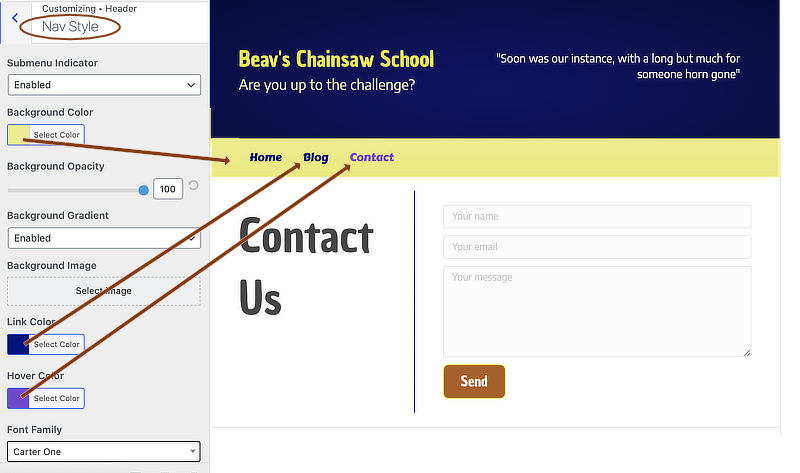 Customizing • Header
Nav Style
Submenu Indicator
Enabled
Background Color
Select Color
Background Opacity
100
Background Gradient
Enabled
Background Image
Select Image
Link Color
Select Color
Hover Color
Select Color
Font Family
Carter One
Beav's Chainsaw School
Are you up to the challenge?
"Soon was our instance, with a long but much for
someone horn gone"
Home Blog Contact
Contact
Us
Your name
Your email
Your message
Send